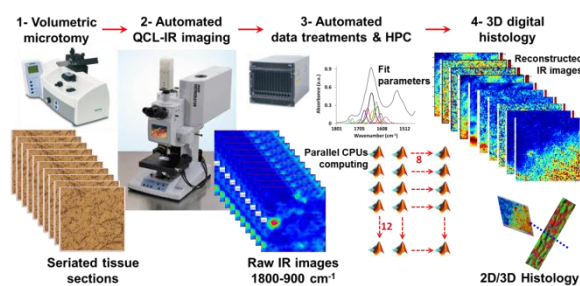 1- Volumetric
microtomy
2- Automated
QCL-IR imaging
3- Automated
data treatments & HPC
4- 3D digital
histology
Reconstructed
IR images
Fit
parameters
Absorbance (a.u.)
1801 1705 1608 1512
Wavenumber (cm⁻¹)
Parallel CPUs
computing
8
12
Seriated tissue
sections
Raw IR images
1800-900 cm⁻¹
2D/3D Histology